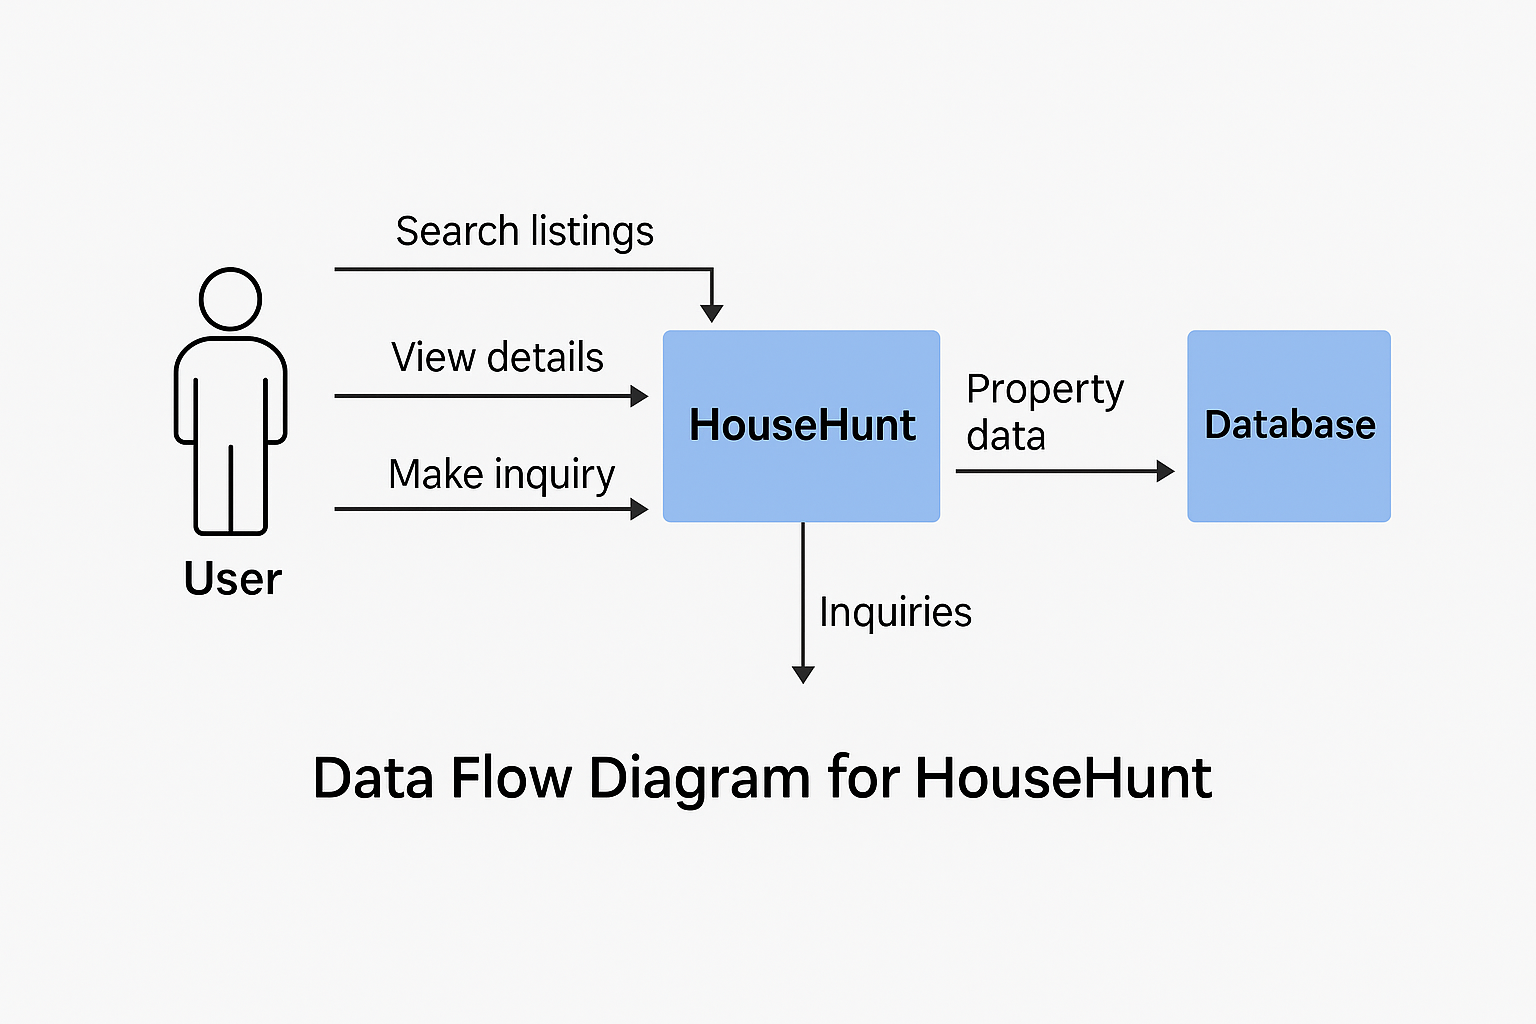 Search listings
View details
Make inquiry
User
HouseHunt
Property
data
Database
Inquiries
Data Flow Diagram for HouseHunt